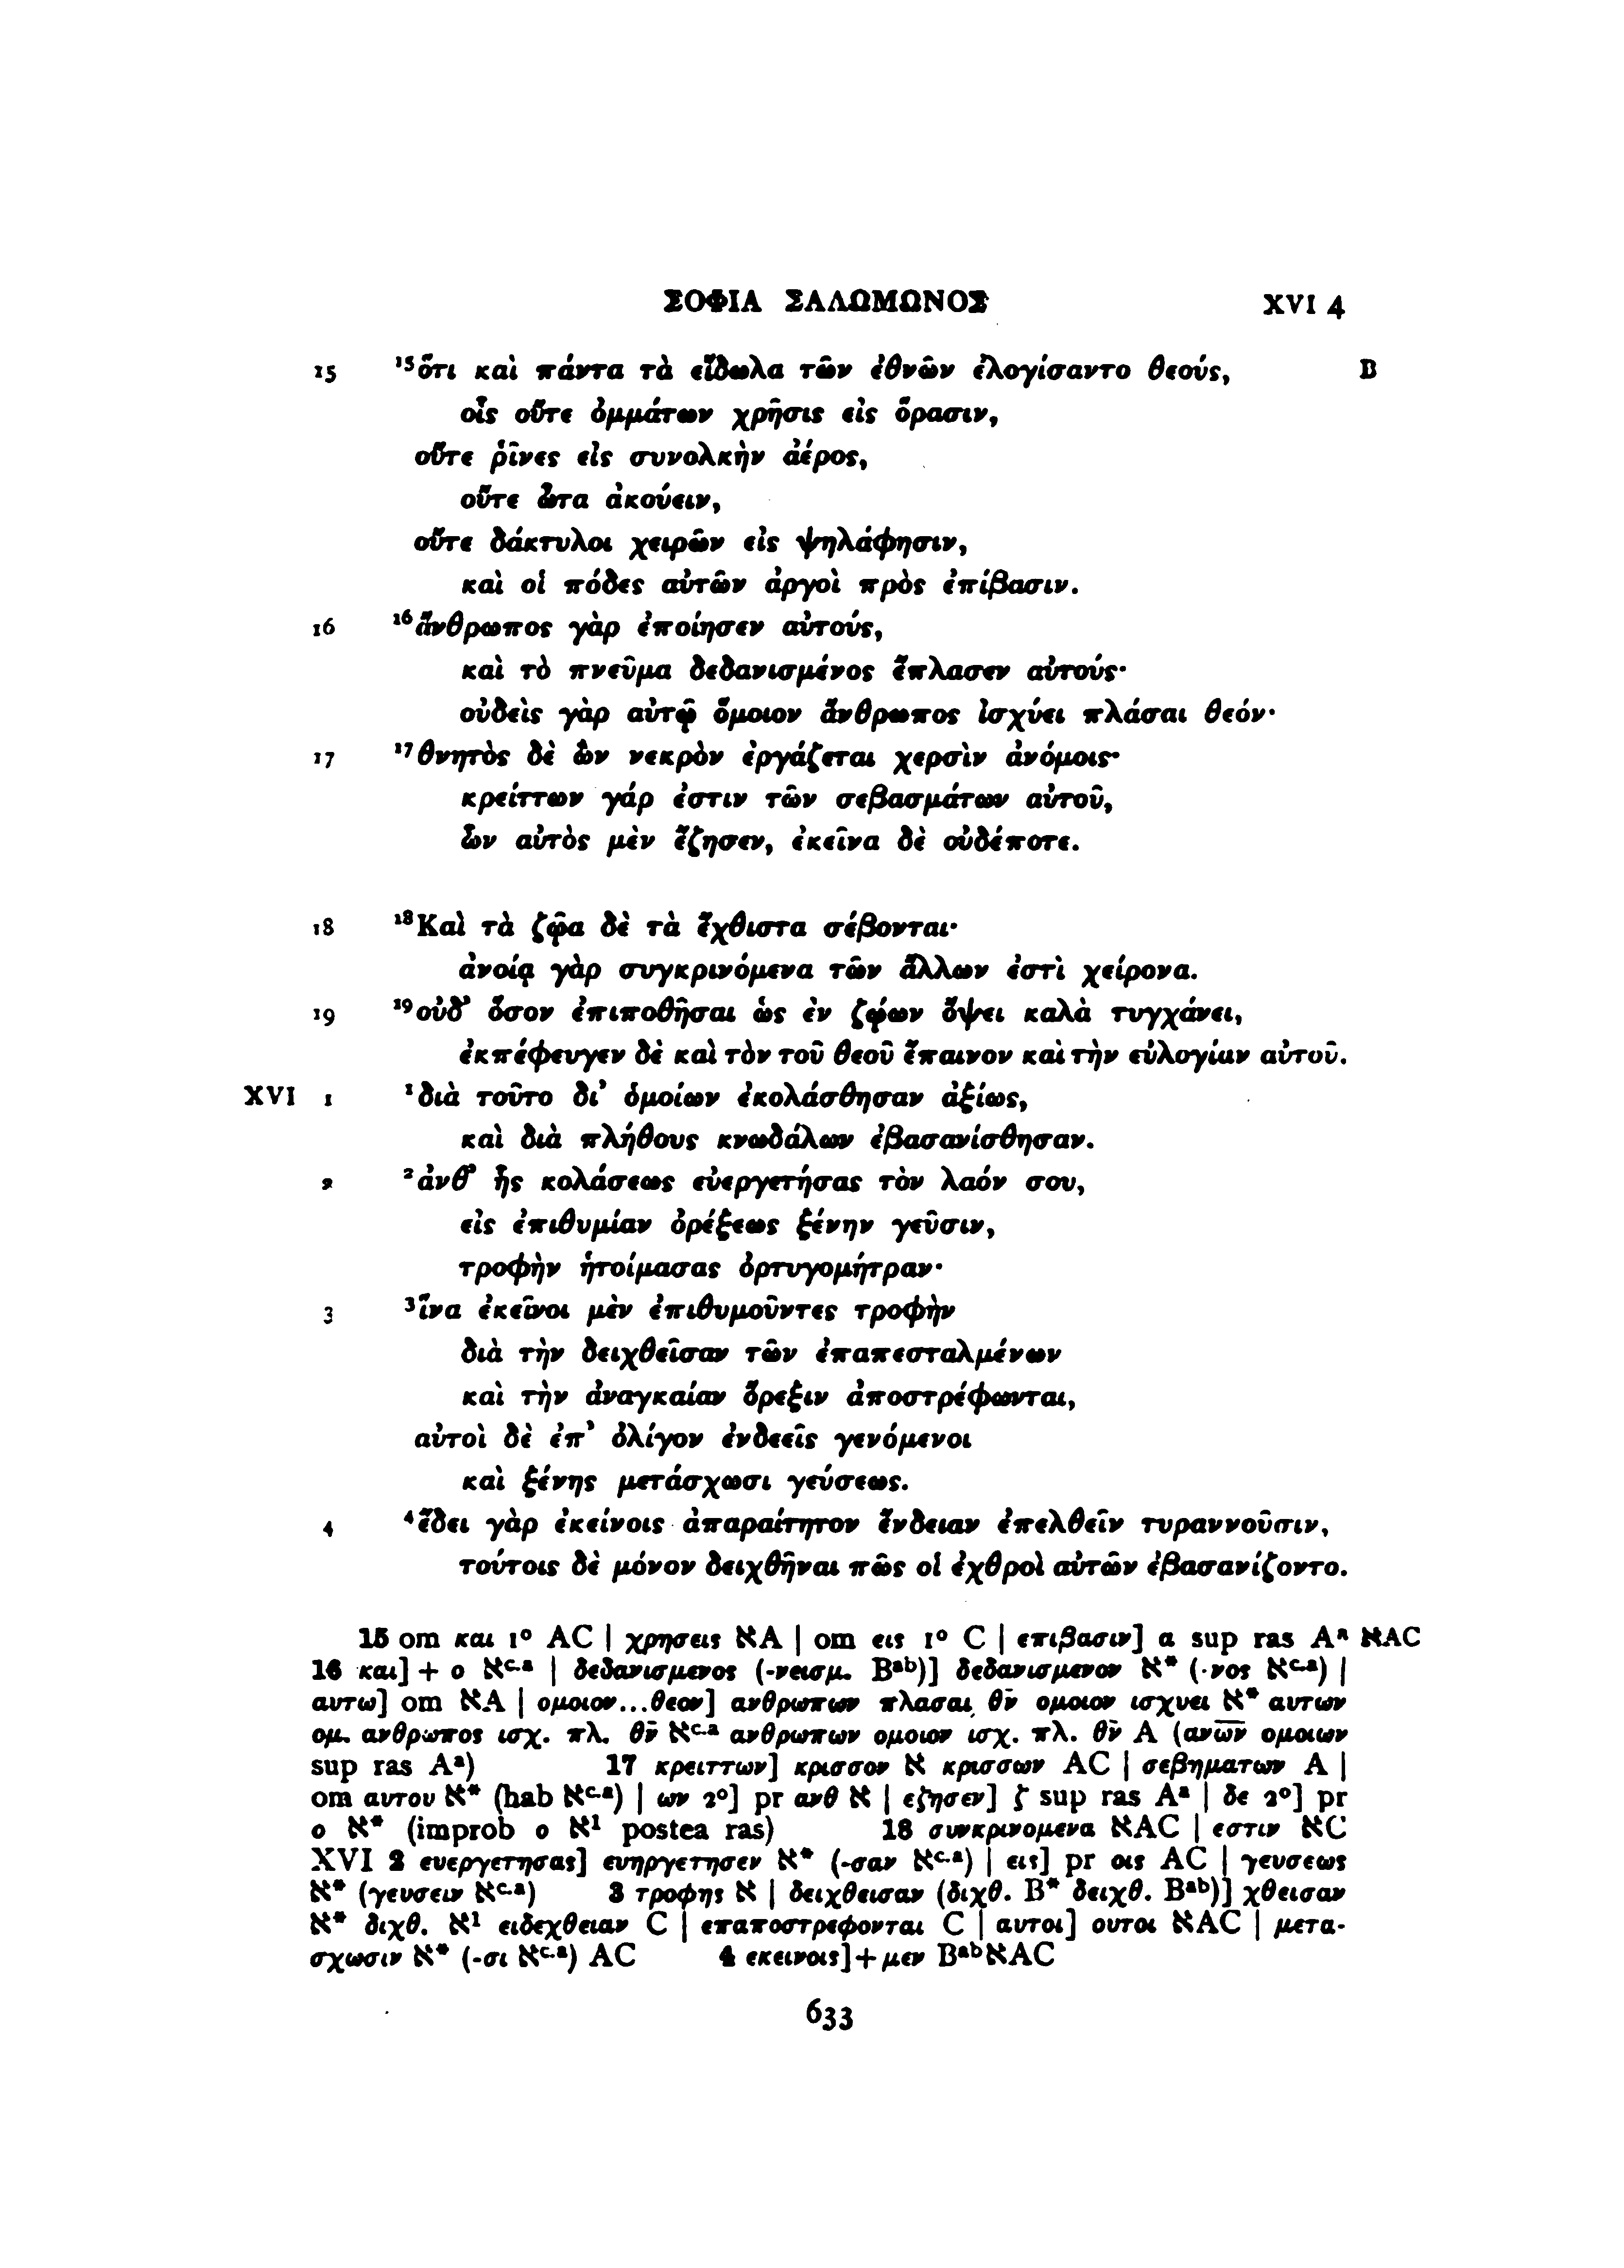 ΣΟΦΙΑ ΣΑΛΩΜΩΝΟΣ XVI 4
15 ¹⁵ὅτι καὶ πάντα τὰ εἴδωλα τῶν ἐθνῶν ἐλογίσαντο θεούς, B
οἷς οὔτε ὀμμάτων χρῆσις εἰς ὅρασιν,
οὔτε ῥῖνες εἰς συνολκὴν ἀέρος,
οὔτε ὦτα ἀκούειν,
οὔτε δάκτυλοι χειρῶν εἰς ψηλάφησιν,
καὶ οἱ πόδες αὐτῶν ἀργοὶ πρὸς ἐπίβασιν.
16 ¹⁶ἄνθρωπος γὰρ ἐποίησεν αὐτούς,
καὶ τὸ πνεῦμα δεδανισμένος ἔπλασεν αὐτούς·
οὐδεὶς γὰρ αὐτῷ ὅμοιον ἄνθρωπος ἰσχύει πλάσαι θεόν·
17 ¹⁷θνητὸς δὲ ὢν νεκρὸν ἐργάζεται χερσὶν ἀνόμοις·
κρείττων γάρ ἐστιν τῶν σεβασμάτων αὐτοῦ,
ὧν αὐτὸς μὲν ἔζησεν, ἐκεῖνα δὲ οὐδέποτε.
18 ¹⁸Καὶ τὰ ζῷα δὲ τὰ ἔχθιστα σέβονται·
ἀνοίᾳ γὰρ συγκρινόμενα τῶν ἄλλων ἐστὶ χείρονα.
19 ¹⁹οὐδ᾽ ὅσον ἐπιποθῆσαι ὡς ἐν ζῴων ὄψει καλὰ τυγχάνει,
ἐκπέφευγεν δὲ καὶ τὸν τοῦ θεοῦ ἔπαινον καὶ τὴν εὐλογίαν αὐτοῦ.
XVI 1 ¹διὰ τοῦτο δι᾽ ὁμοίων ἐκολάσθησαν ἀξίως,
καὶ διὰ πλήθους κνωδάλων ἐβασανίσθησαν.
2 ²ἀνθ᾽ ἧς κολάσεως εὐεργετήσας τὸν λαόν σου,
εἰς ἐπιθυμίαν ὀρέξεως ξένην γεῦσιν,
τροφὴν ἡτοίμασας ὀρτυγομήτραν·
3 ³ἵνα ἐκεῖνοι μὲν ἐπιθυμοῦντες τροφὴν
διὰ τὴν δειχθεῖσαν τῶν ἐπαπεσταλμένων
καὶ τὴν ἀναγκαίαν ὄρεξιν ἀποστρέφωνται,
αὐτοὶ δὲ ἐπ᾽ ὀλίγον ἐνδεεῖς γενόμενοι
καὶ ξένης μετάσχωσι γεύσεως.
4 ⁴ἔδει γὰρ ἐκείνοις ἀπαραίτητον ἔνδειαν ἐπελθεῖν τυραννοῦσιν,
τούτοις δὲ μόνον δειχθῆναι πῶς οἱ ἐχθροὶ αὐτῶν ἐβασανίζοντο.
15 om και 1° AC | χρησεις ℵA | om εις 1° C | επιβασιν] α sup ras Aᵃ ℵAC
16 και] + ο ℵᶜ·ᵃ | δεδανισμενος (-νεισμ. Bᵃᵇ)] δεδανισμενον ℵ* (-νος ℵᶜ·ᵃ) |
αυτω] om ℵA | ομοιον...θεον] ανθρωπων πλασαι θν̄ ομοιον ισχυει ℵ* αυτων
ομ. ανθρωπος ισχ. πλ. θν̄ ℵᶜ·ᵃ ανθρωπων ομοιον ισχ. πλ. θν̄ A (αν̅ω̅ν̅ ομοιων
sup ras Aᵃ) 17 κρειττων] κρισσον ℵ κρισσων AC | σεβηματων A |
om αυτου ℵ* (hab ℵᶜ·ᵃ) | ων 2°] pr ανθ ℵ | εζησεν] ζ sup ras Aᵃ | δε 2°] pr
ο ℵ* (improb ο ℵ¹ postea ras) 18 συνκρινομενα ℵAC | εστιν ℵC
XVI 2 ευεργετησας] ευηργετησεν ℵ* (-σαν ℵᶜ·ᵃ) | εις] pr οις AC | γευσεως
ℵ* (γευσειν ℵᶜ·ᵃ) 3 τροφης ℵ | δειχθεισαν (διχθ. B* δειχθ. Bᵃᵇ)] χθεισαν
ℵ* διχθ. ℵ¹ ειδεχθειαν C | επαποστρεφονται C | αυτοι] ουτοι ℵAC | μετα-
σχωσιν ℵ* (-σι ℵᶜ·ᵃ) AC 4 εκεινοις]+μεν BᵃᵇℵAC
633